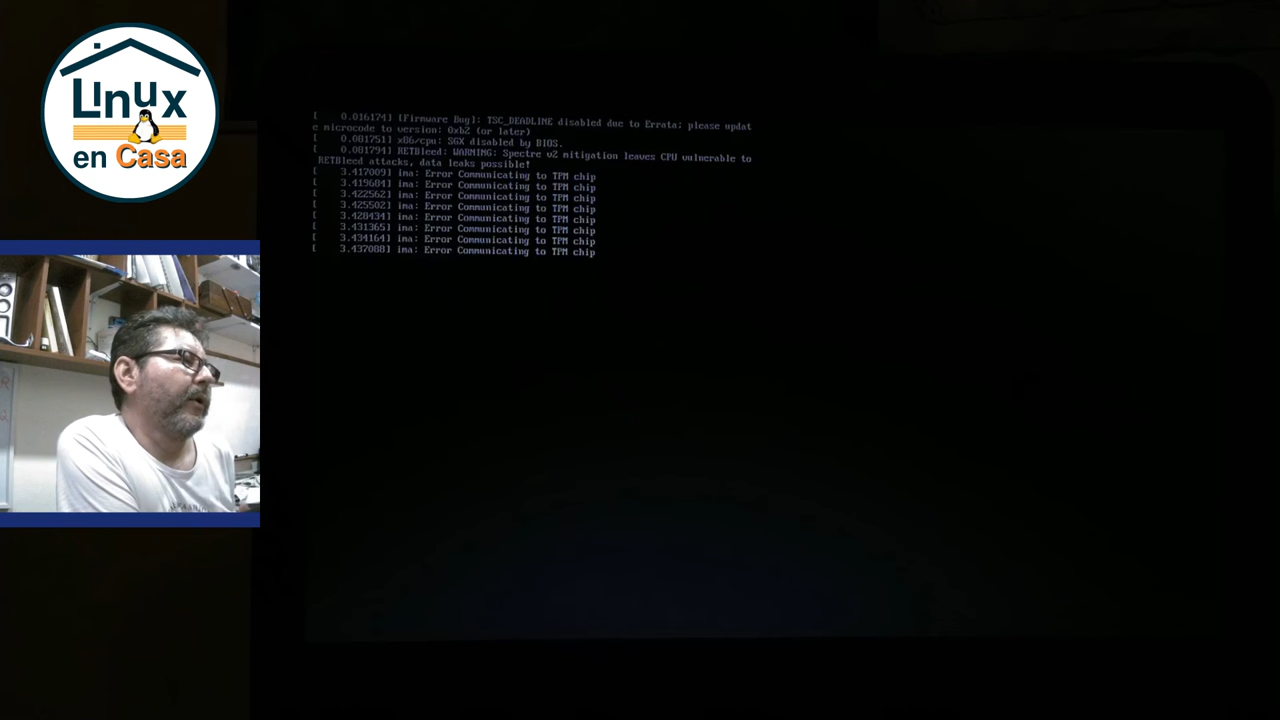 Linux
en Casa
[    0.016174] [Firmware Bug]: TSC_DEADLINE disabled due to Errata; please updat
e microcode to version: 0xb2 (or later)
[    0.081751] x86/cpu: SGX disabled by BIOS.
[    0.081794] RETBleed: WARNING: Spectre v2 mitigation leaves CPU vulnerable to
RETBleed attacks, data leaks possible!
[    3.417009] ima: Error Communicating to TPM chip
[    3.419684] ima: Error Communicating to TPM chip
[    3.422562] ima: Error Communicating to TPM chip
[    3.425502] ima: Error Communicating to TPM chip
[    3.428434] ima: Error Communicating to TPM chip
[    3.431365] ima: Error Communicating to TPM chip
[    3.434164] ima: Error Communicating to TPM chip
[    3.437088] ima: Error Communicating to TPM chip